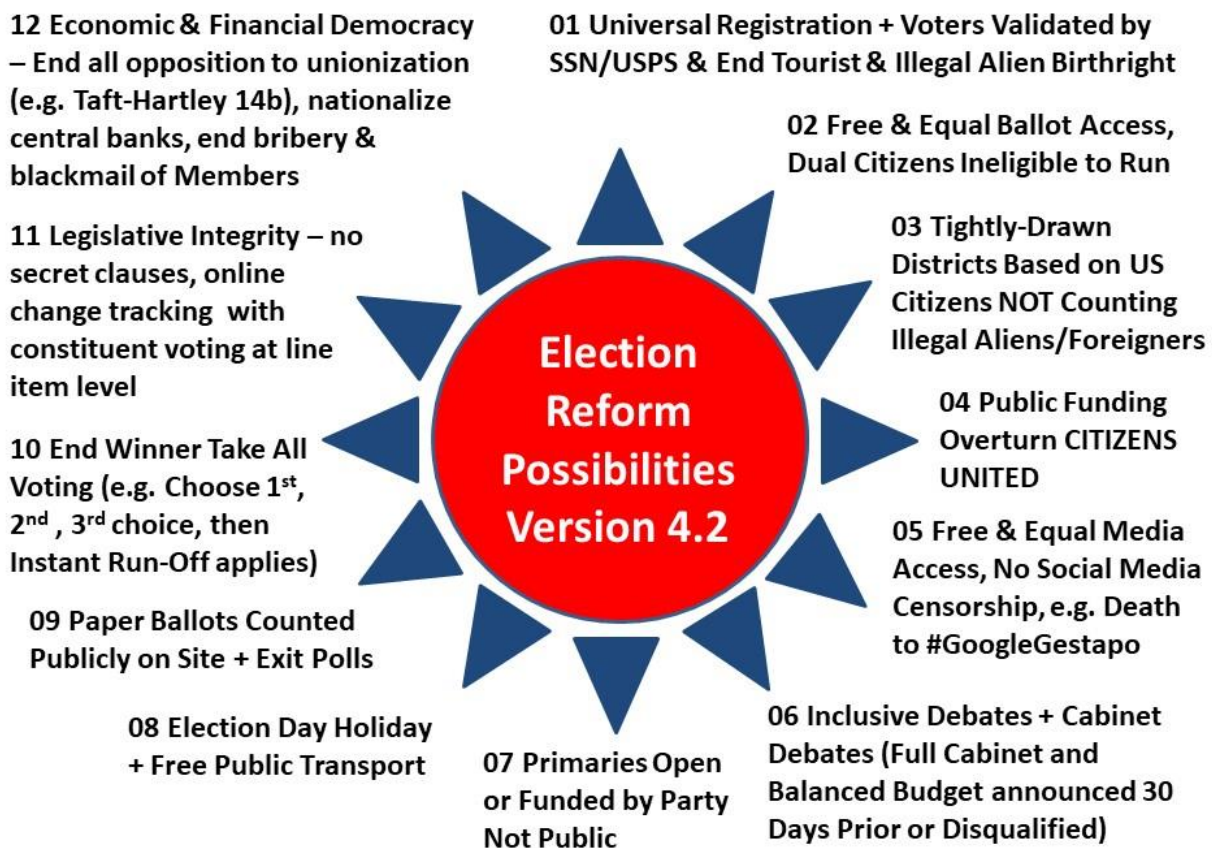 12 Economic & Financial Democracy
– End all opposition to unionization
(e.g. Taft-Hartley 14b), nationalize
central banks, end bribery &
blackmail of Members
01 Universal Registration + Voters Validated by
SSN/USPS & End Tourist & Illegal Alien Birthright
02 Free & Equal Ballot Access,
Dual Citizens Ineligible to Run
03 Tightly-Drawn
Districts Based on US
Citizens NOT Counting
Illegal Aliens/Foreigners
04 Public Funding
Overturn CITIZENS
UNITED
05 Free & Equal Media
Access, No Social Media
Censorship, e.g. Death
to #GoogleGestapo
06 Inclusive Debates + Cabinet
Debates (Full Cabinet and
Balanced Budget announced 30
Days Prior or Disqualified)
07 Primaries Open
or Funded by Party
Not Public
08 Election Day Holiday
+ Free Public Transport
09 Paper Ballots Counted
Publicly on Site + Exit Polls
10 End Winner Take All
Voting (e.g. Choose 1st,
2nd , 3rd choice, then
Instant Run-Off applies)
11 Legislative Integrity – no
secret clauses, online
change tracking  with
constituent voting at line
item level
Election
Reform
Possibilities
Version 4.2